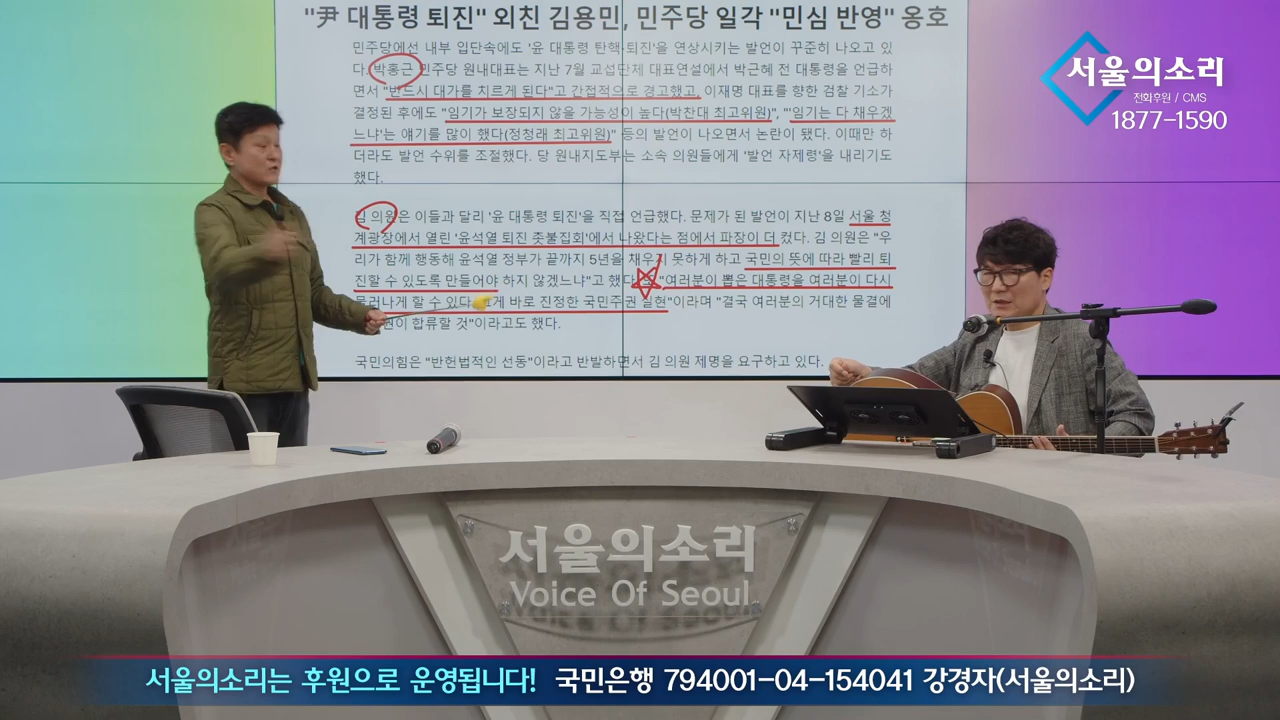 "尹 대통령 퇴진" 외친 김용민, 민주당 일각 "민심 반영" 옹호
민주당에선 내부 입단속에도 '윤 대통령 탄핵·퇴진'을 연상시키는 발언이 꾸준히 나오고 있
다. 박홍근 민주당 원내대표는 지난 7월 교섭단체 대표연설에서 박근혜 전 대통령을 언급하
면서 "반드시 대가를 치르게 된다"고 간접적으로 경고했고, 이재명 대표를 향한 검찰 기소가
결정된 후에도 "임기가 보장되지 않을 가능성이 높다(박찬대 최고위원)", "'임기는 다 채우겠
느냐'는 얘기를 많이 했다(정청래 최고위원)" 등의 발언이 나오면서 논란이 됐다. 이때만 하
더라도 발언 수위를 조절했다. 당 원내지도부는 소속 의원들에게 '발언 자제령'을 내리기도
했다.
김 의원은 이들과 달리 '윤 대통령 퇴진'을 직접 언급했다. 문제가 된 발언이 지난 8일 서울 청
계광장에서 열린 '윤석열 퇴진 촛불집회'에서 나왔다는 점에서 파장이 더 컸다. 김 의원은 "우
리가 함께 행동해 윤석열 정부가 끝까지 5년을 채우지 못하게 하고 국민의 뜻에 따라 빨리 퇴
진할 수 있도록 만들어야 하지 않겠느냐"고 했다. "여러분이 뽑은 대통령을 여러분이 다시
물러나게 할 수 있다. 게 바로 진정한 국민주권 실현"이라며 "결국 여러분의 거대한 물결에
원이 합류할 것"이라고도 했다.
국민의힘은 "반헌법적인 선동"이라고 반발하면서 김 의원 제명을 요구하고 있다.
서울의소리
전화후원 / CMS
1877-1590
서울의소리
Voice Of Seoul
서울의소리는 후원으로 운영됩니다! 국민은행 794001-04-154041 강경자(서울의소리)